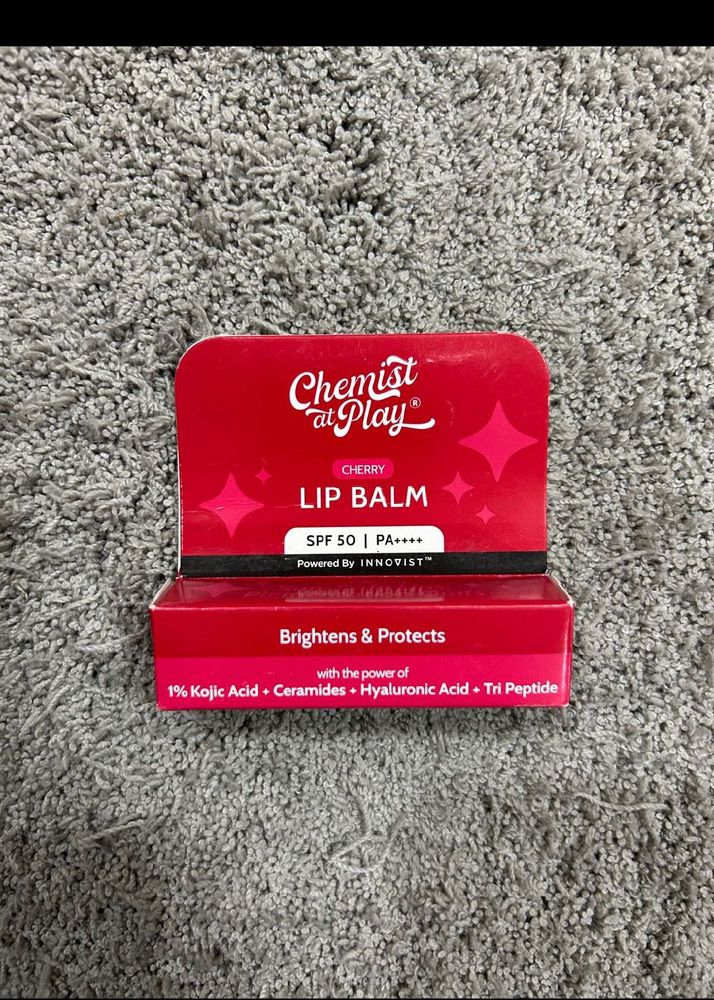 Chemist
at Play®
CHERRY
LIP BALM
SPF 50 | PA++++
Powered By INNOVIST™
Brightens & Protects
with the power of
1% Kojic Acid + Ceramides + Hyaluronic Acid + Tri Peptide